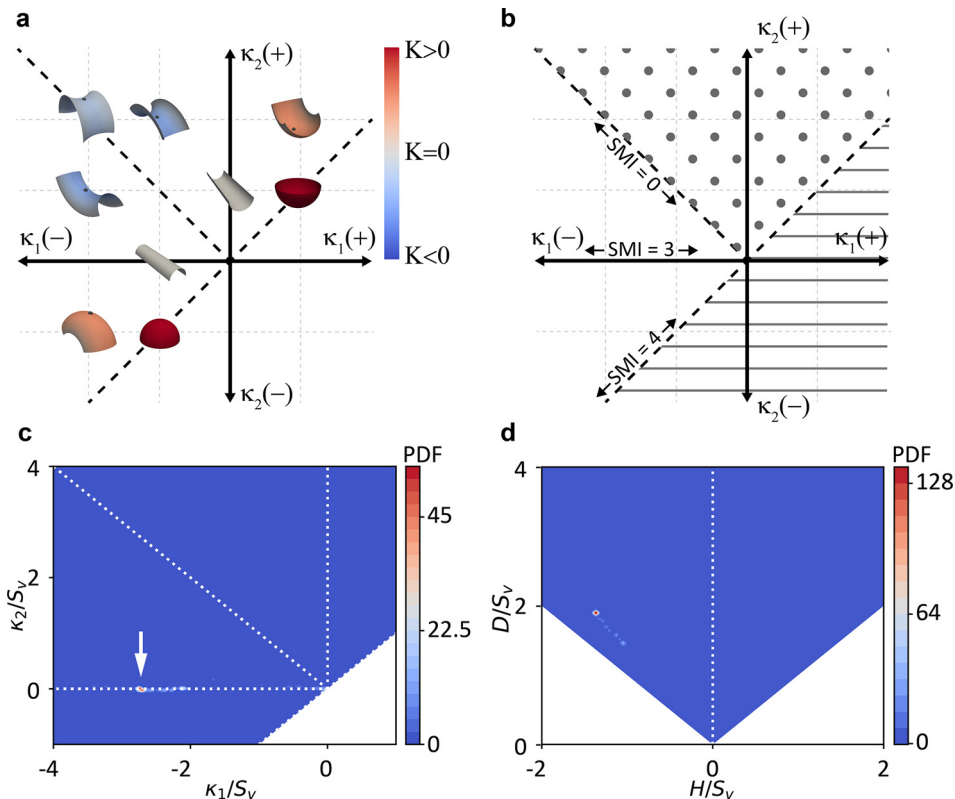 a
κ₂(+)
K>0
K=0
K<0
κ₁(-)
κ₁(+)
κ₂(-)
b
κ₂(+)
SMI = 0
κ₁(-)
SMI = 3
κ₁(+)
SMI = 4
κ₂(-)
c
PDF
4
2
0
κ₂/Sᵥ
45
22.5
0
-4
-2
0
κ₁/Sᵥ
d
PDF
4
2
0
D/Sᵥ
128
64
0
-2
0
2
H/Sᵥ